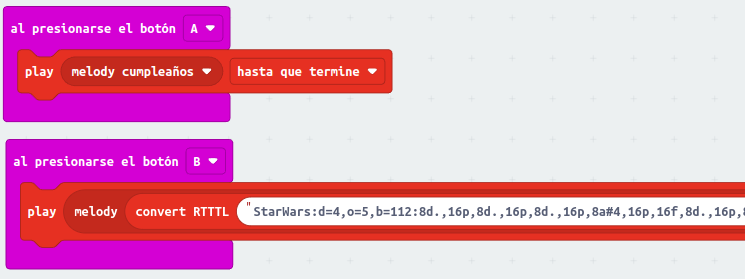 al presionarse el botón A
play melody cumpleaños hasta que termine
al presionarse el botón B
play melody convert RTTTL "StarWars:d=4,o=5,b=112:8d.,16p,8d.,16p,8d.,16p,8a#4,16p,16f,8d.,16p,